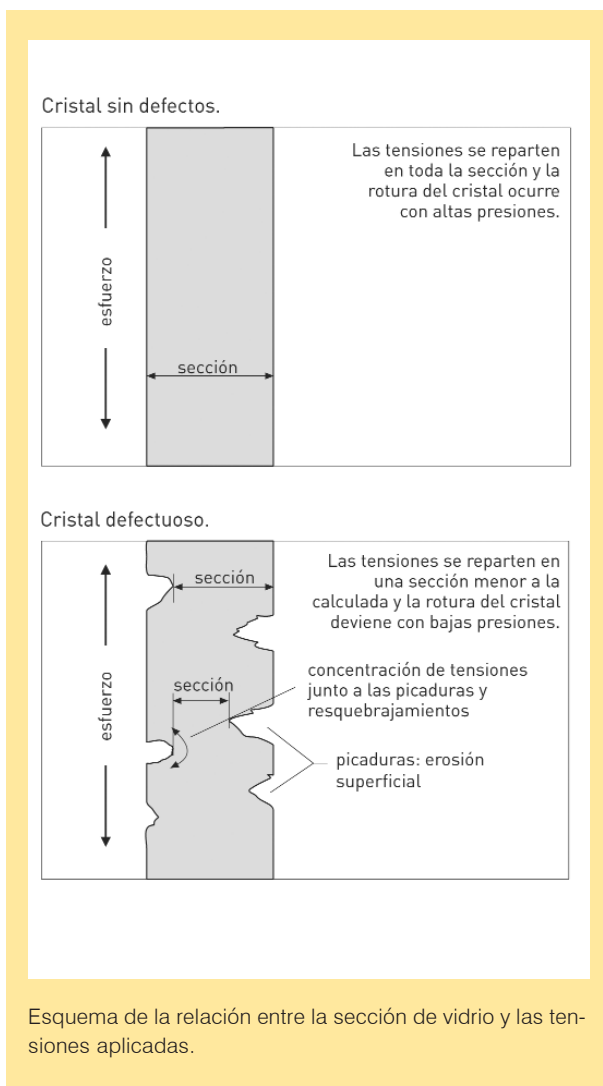 Cristal sin defectos.
Las tensiones se reparten
en toda la sección y la
rotura del cristal ocurre
con altas presiones.
esfuerzo
sección
Cristal defectuoso.
Las tensiones se reparten en
una sección menor a la
calculada y la rotura del cristal
deviene con bajas presiones.
sección
esfuerzo
sección
concentración de tensiones
junto a las picaduras y
resquebrajamientos
picaduras: erosión
superficial
Esquema de la relación entre la sección de vidrio y las ten-
siones aplicadas.